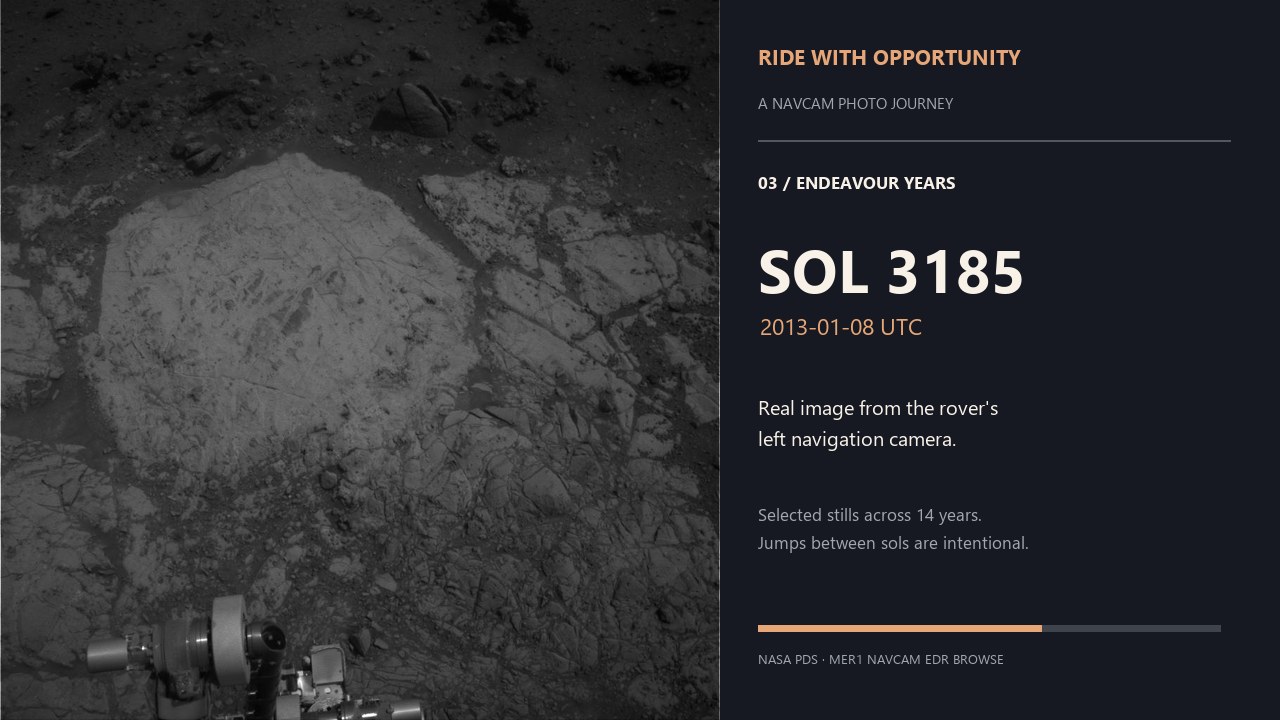 RIDE WITH OPPORTUNITY
A NAVCAM PHOTO JOURNEY
03 / ENDEAVOUR YEARS
SOL 3185
2013-01-08 UTC
Real image from the rover's
left navigation camera.
Selected stills across 14 years.
Jumps between sols are intentional.
NASA PDS · MER1 NAVCAM EDR BROWSE